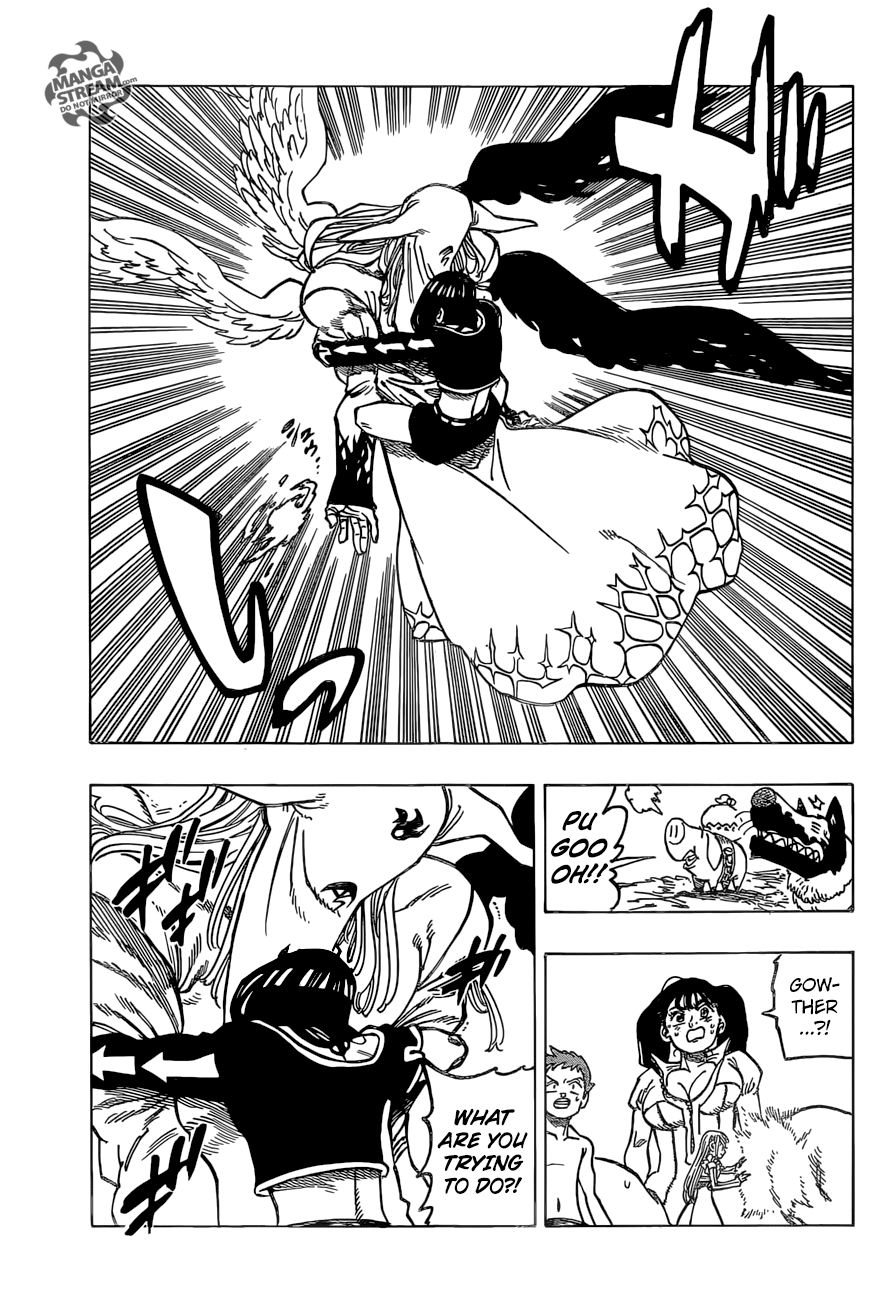 MANGA
STREAM.com
DO NOT MIRROR
PU
GOO
OH!!
GOW-
THER
...?!
WHAT
ARE YOU
TRYING
TO DO?!